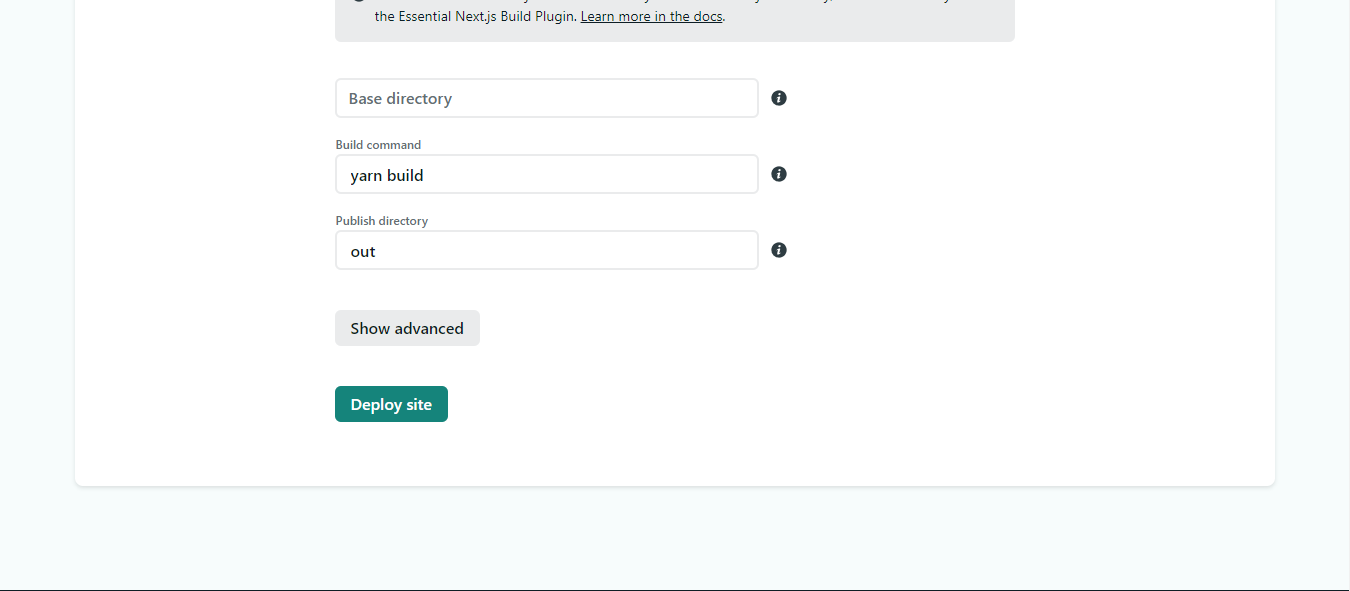 the Essential Next.js Build Plugin. Learn more in the docs.
Base directory
Build command
yarn build
Publish directory
out
Show advanced
Deploy site